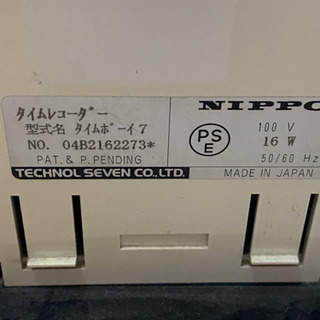 タイムレコーダー
型式名 タイムボーイ7
NO. 04B2162273*
PAT. & P. PENDING
TECHNOL SEVEN CO., LTD.
NIPPO
PS
E
100 V
16 W
50/60 Hz
MADE IN JAPAN